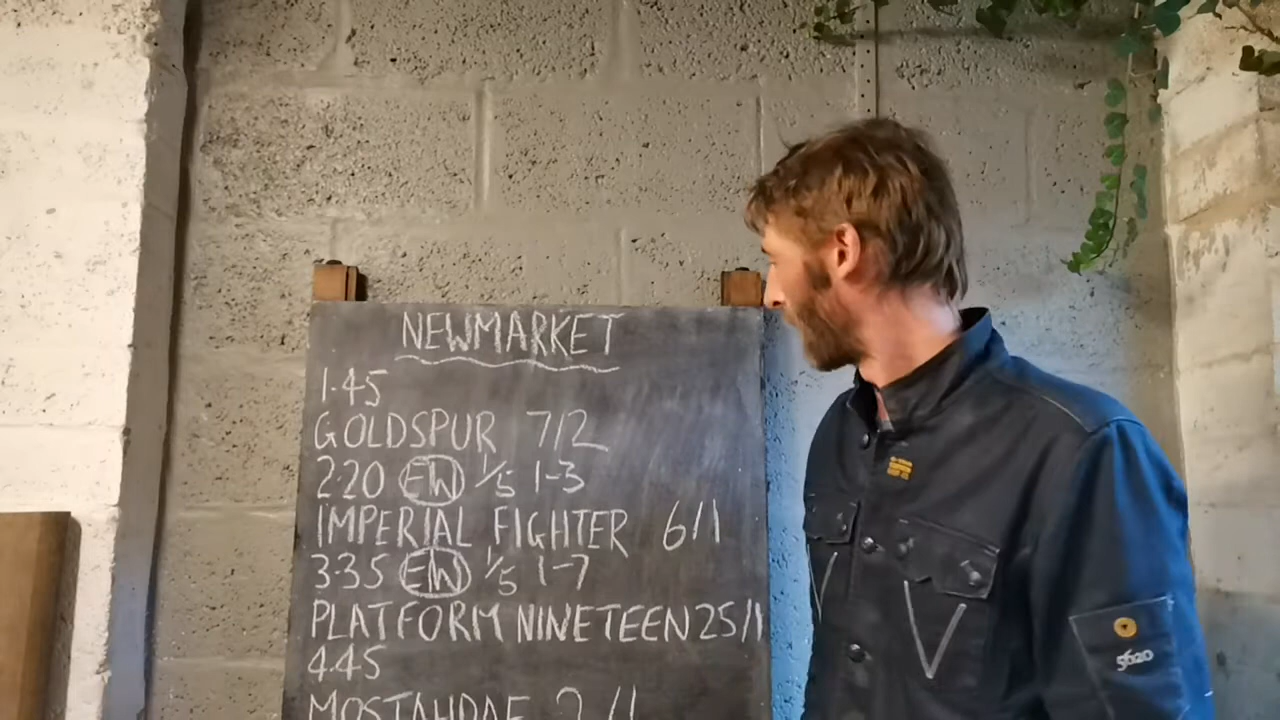 NEWMARKET
1.45
GOLDSPUR 7/2
2.20 EW 1/5 1-3
IMPERIAL FIGHTER 6/1
3.35 EW 1/5 1-7
PLATFORM NINETEEN 25/1
4.45
5620